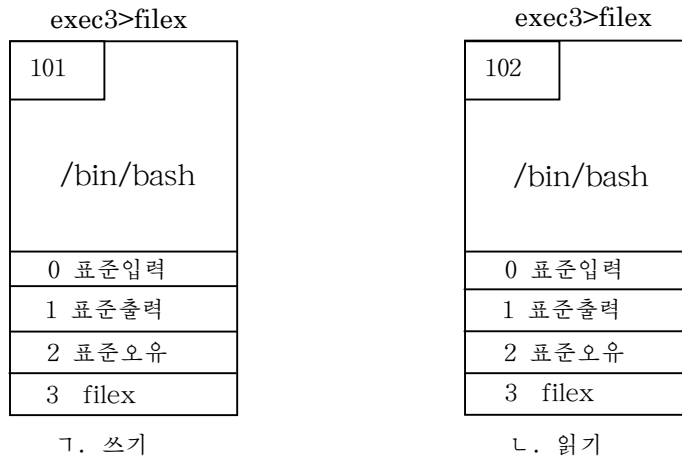 exec3>filex
101
/bin/bash
0 표준입력
1 표준출력
2 표준오유
3 filex
ㄱ. 쓰기
exec3>filex
102
/bin/bash
0 표준입력
1 표준출력
2 표준오유
3 filex
ㄴ. 읽기